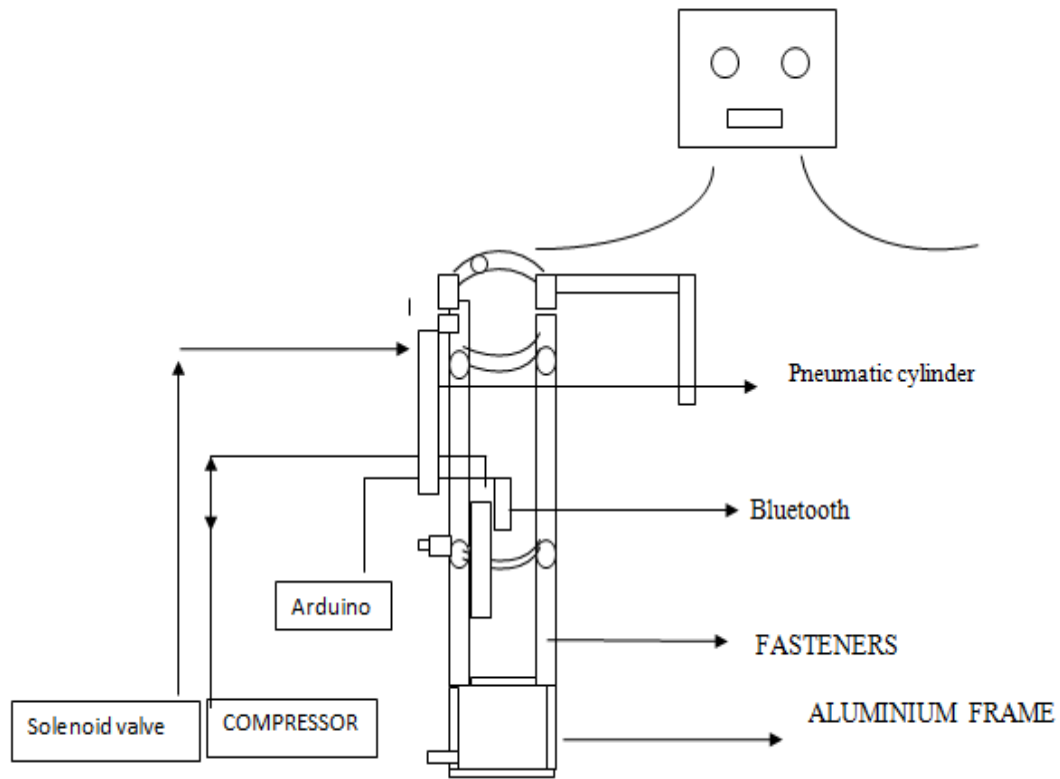 Pneumatic cylinder
Bluetooth
Arduino
FASTENERS
Solenoid valve
COMPRESSOR
ALUMINIUM FRAME